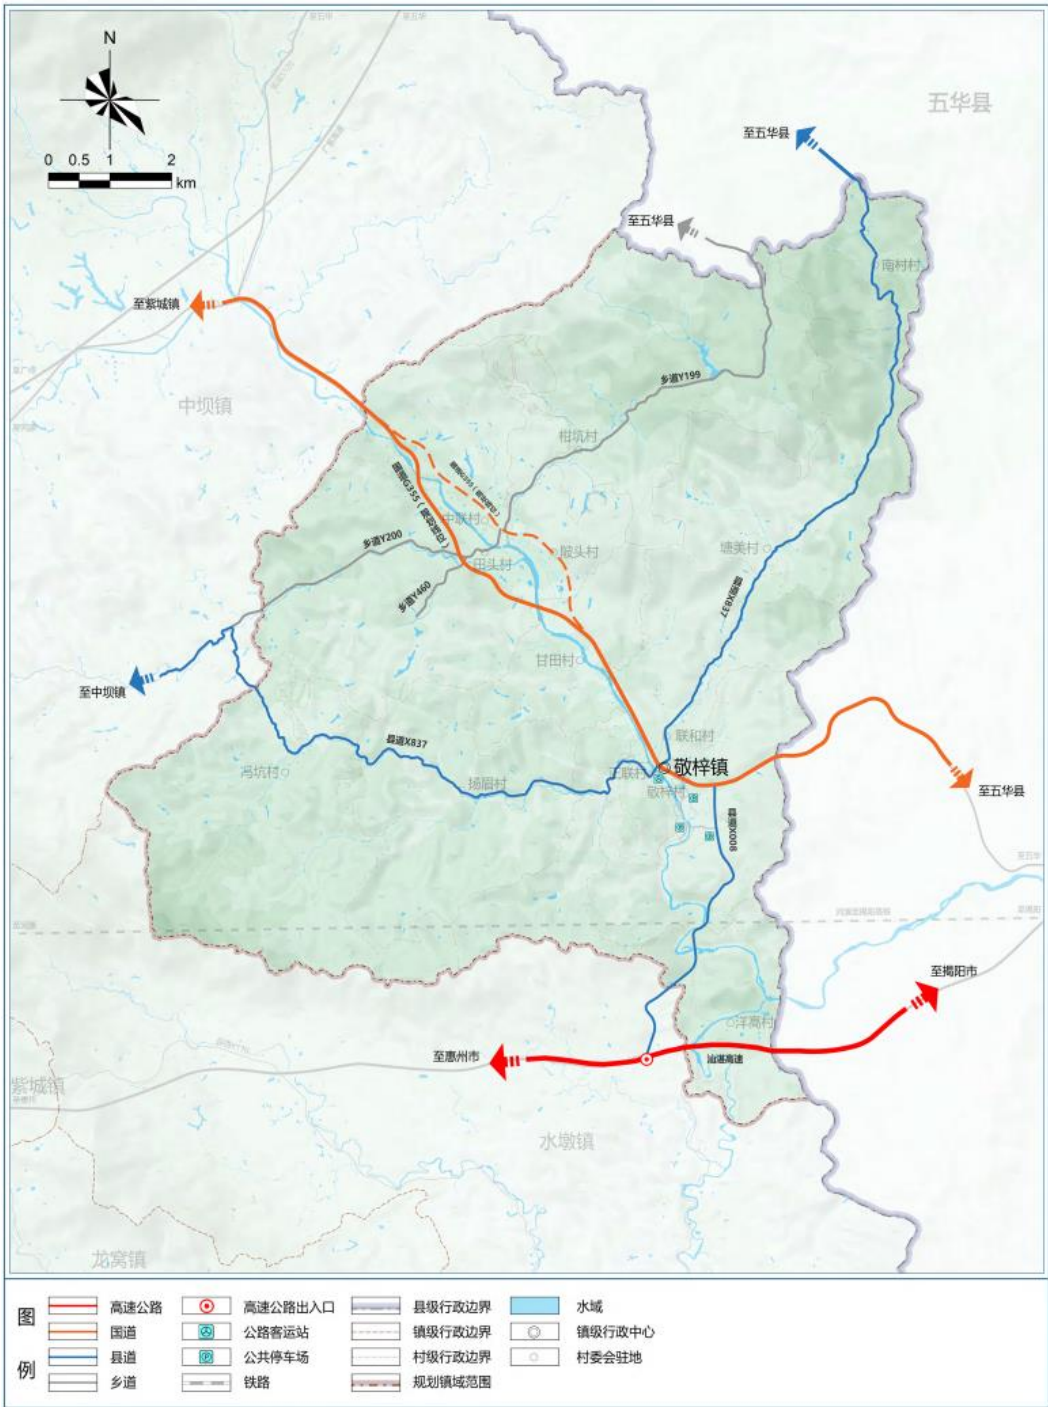 N
0 0.5 1 2
km
五华县
至五华县
至五华县
南村村
至紫城镇
中坝镇
乡道Y199
柑坑村
国道G355（
中联村
乡道Y200
田头村
陂头村
塘美村
乡道Y460
县道X837
甘田村
至中坝镇
县道X837
联和村
冯坑村
扬眉村
正联村
敬梓镇
敬梓村
至五华县
县道X008
至揭阳市
洋高村
至惠州市
汕湛高速
紫城镇
水墩镇
龙窝镇
图例
高速公路
国道
县道
乡道
高速公路出入口
公路客运站
公共停车场
铁路
县级行政边界
镇级行政边界
村级行政边界
规划镇域范围
水域
镇级行政中心
村委会驻地